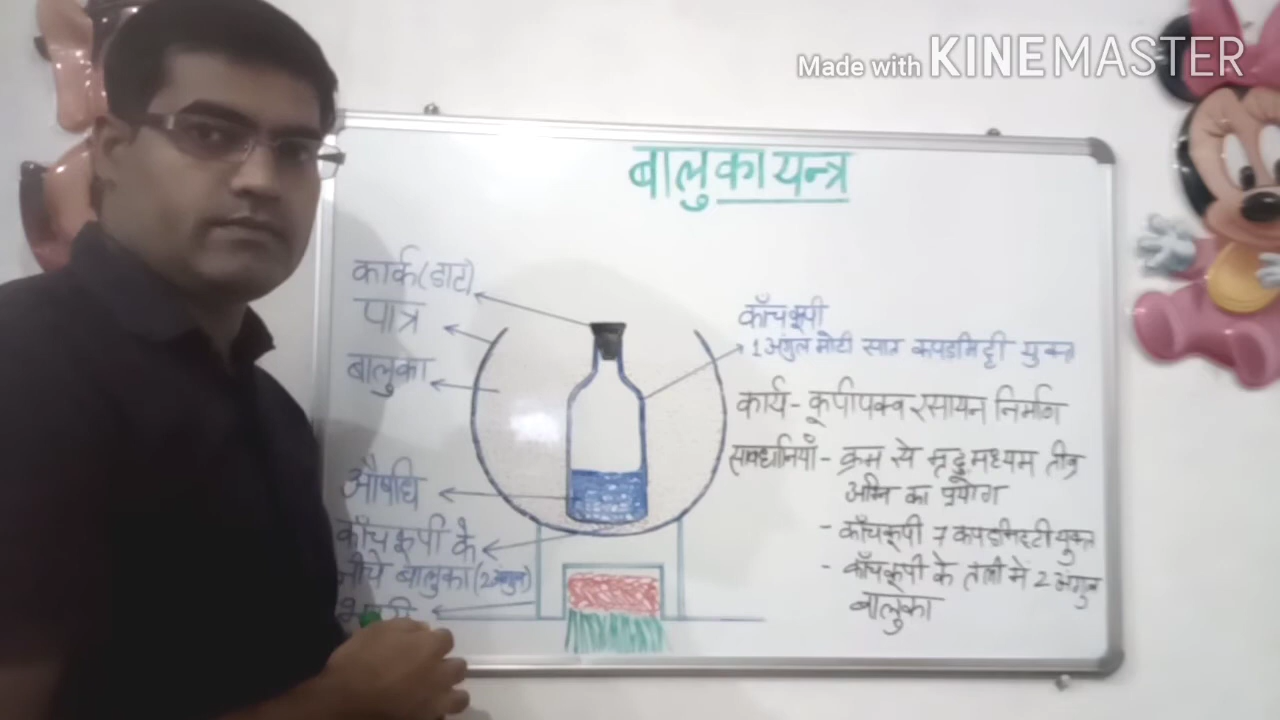 Made with KINEMASTER
बालुकायन्त्र
कार्क(डाट)
पात्र
बालुका
औषधि
काँचकूपी के
नीचे बालुका(2अंगुल)
काँचकूपी
1 अंगुल मोटी सात कपडमिट्टी युक्त
कार्य - कूपीपक्व रसायन निर्माण
सावधानियाँ - क्रम से मृदु मध्यम तीव्र
अग्नि का प्रयोग
- काँचकूपी 7 कपडमिट्टी युक्त
- काँचकूपी के तली में 2 अंगुल
बालुका